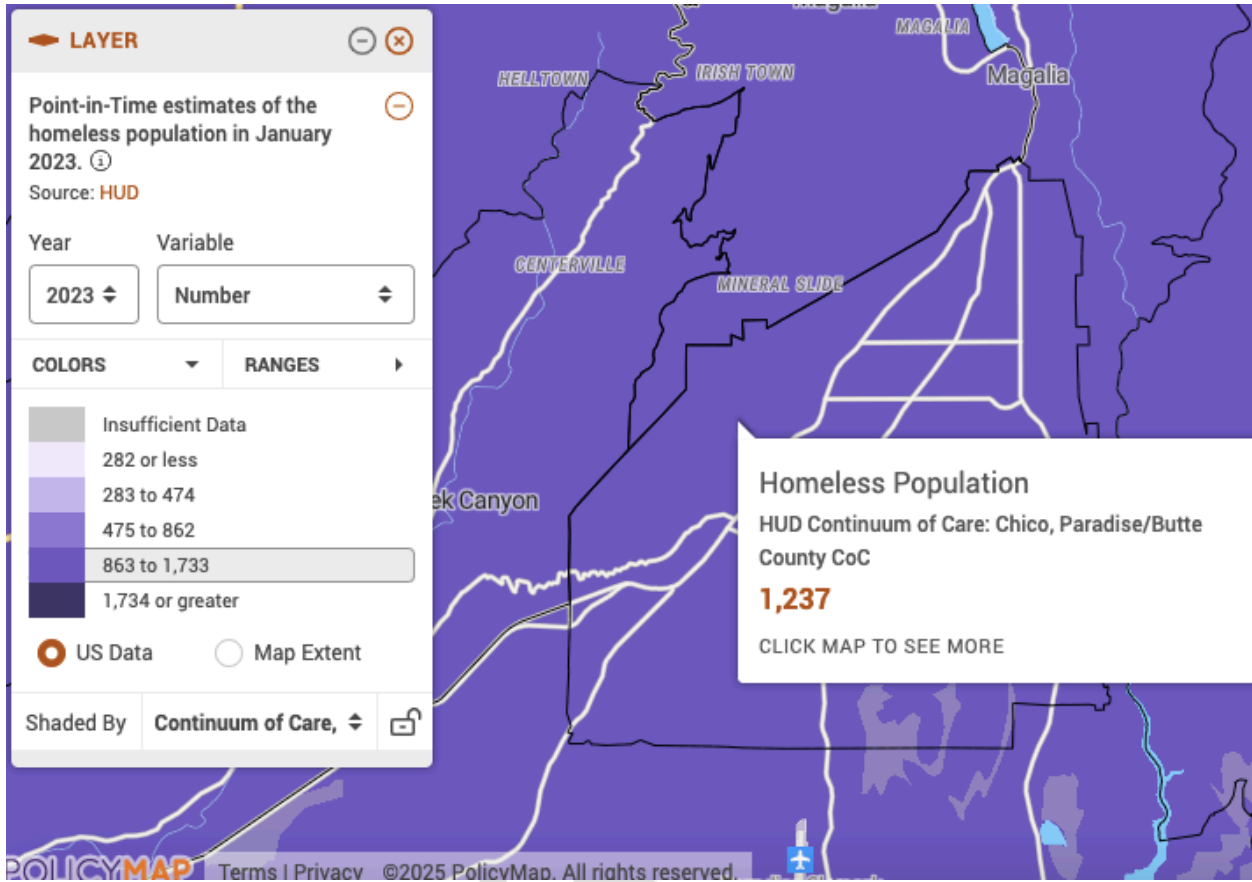 LAYER
Point-in-Time estimates of the
homeless population in January
2023.
Source: HUD
Year Variable
2023 Number
COLORS RANGES
Insufficient Data
282 or less
283 to 474
475 to 862
863 to 1,733
1,734 or greater
US Data Map Extent
Shaded By Continuum of Care,
MAGALIA
Magalia
HELLTOWN
IRISH TOWN
CENTERVILLE
MINERAL SLIDE
ek Canyon
Homeless Population
HUD Continuum of Care: Chico, Paradise/Butte
County CoC
1,237
CLICK MAP TO SEE MORE
POLICYMAP Terms | Privacy ©2025 PolicyMap. All rights reserved.